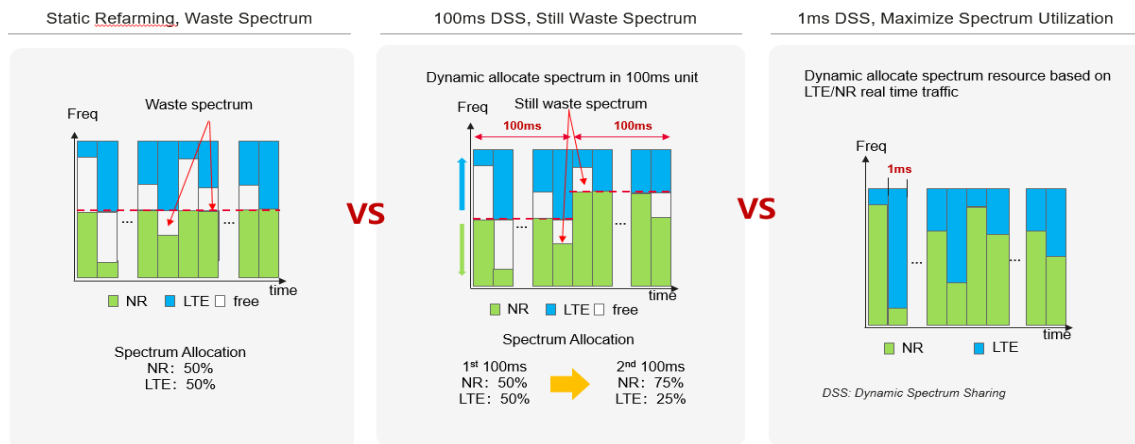 Static Refarming, Waste Spectrum
100ms DSS, Still Waste Spectrum
1ms DSS, Maximize Spectrum Utilization
Waste spectrum
Freq
...
...
time
NR LTE free
Spectrum Allocation
NR: 50%
LTE: 50%
VS
Dynamic allocate spectrum in 100ms unit
Still waste spectrum
Freq
100ms 100ms
...
...
time
NR LTE free
Spectrum Allocation
1st 100ms 2nd 100ms
NR: 50% NR: 75%
LTE: 50% LTE: 25%
VS
Dynamic allocate spectrum resource based on
LTE/NR real time traffic
Freq
1ms
...
...
time
NR LTE
DSS: Dynamic Spectrum Sharing